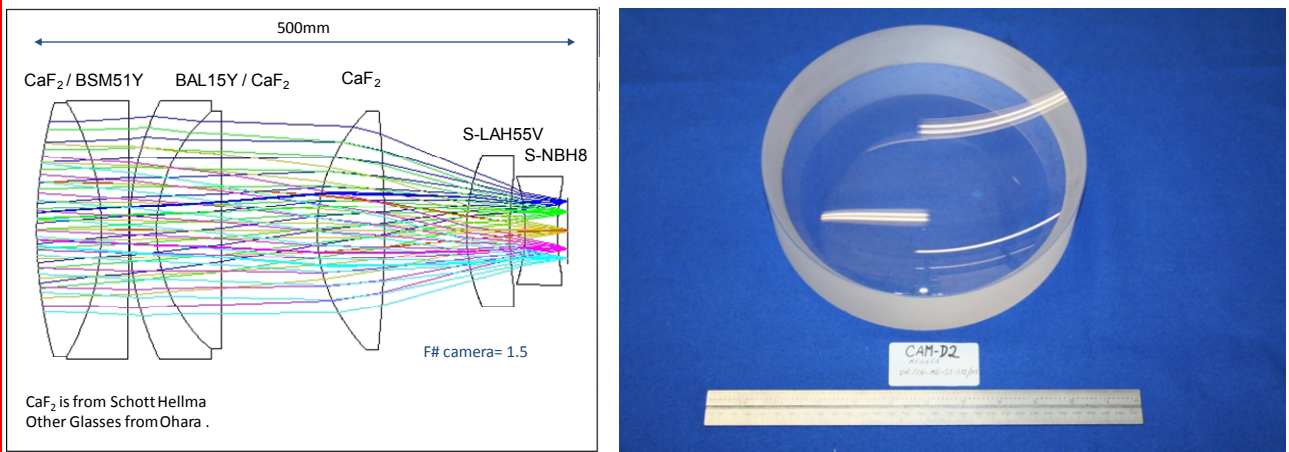 500mm
CaF₂ / BSM51Y
BAL15Y / CaF₂
CaF₂
S-LAH55V
S-NBH8
F# camera= 1.5
CaF₂ is from Schott Hellma
Other Glasses from Ohara .
CAM-D2
MEGARA